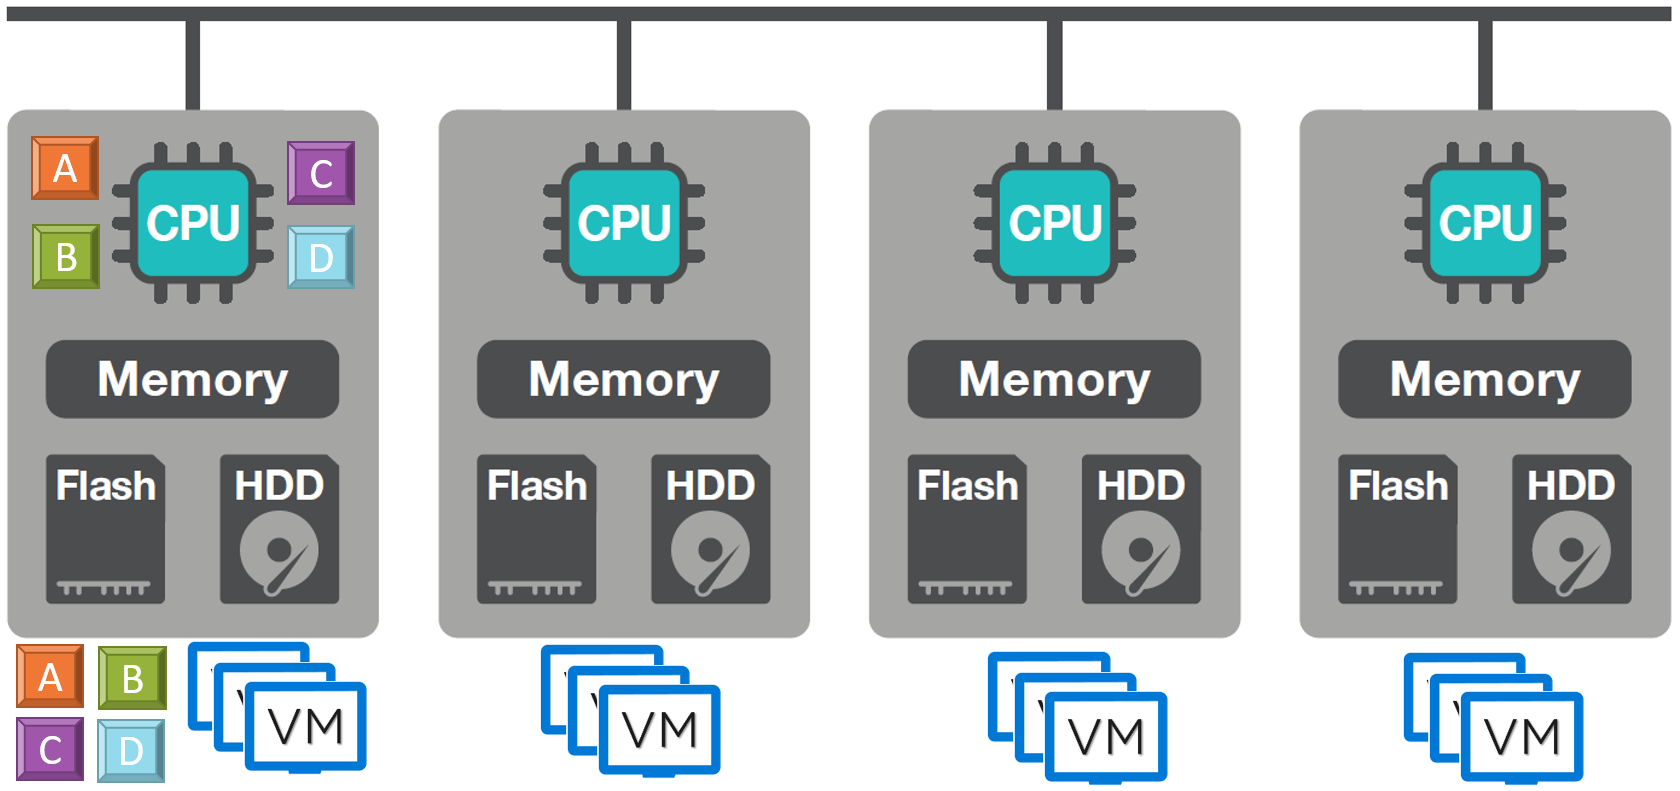 A
C
CPU
B
D
Memory
Flash
HDD
CPU
Memory
Flash
HDD
CPU
Memory
Flash
HDD
CPU
Memory
Flash
HDD
A
B
C
D
VM
VM
VM
VM